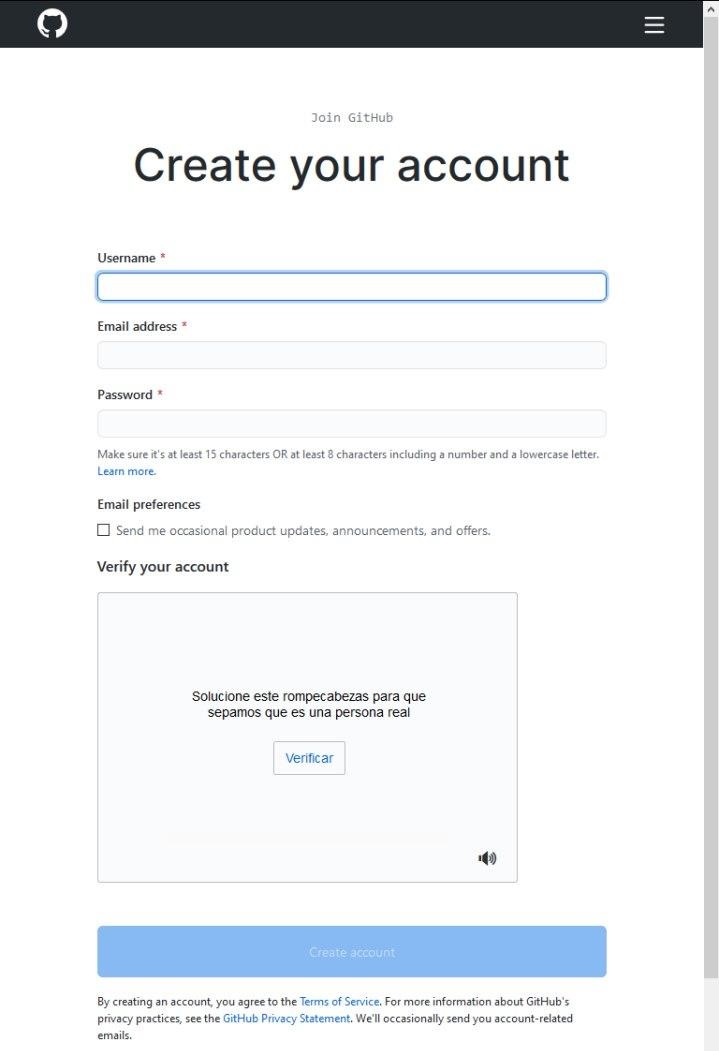 Join GitHub
Create your account
Username *
Email address *
Password *
Make sure it's at least 15 characters OR at least 8 characters including a number and a lowercase letter.
Learn more.
Email preferences
Send me occasional product updates, announcements, and offers.
Verify your account
Solucione este rompecabezas para que
sepamos que es una persona real
Verificar
Create account
By creating an account, you agree to the Terms of Service. For more information about GitHub's
privacy practices, see the GitHub Privacy Statement. We'll occasionally send you account-related
emails.